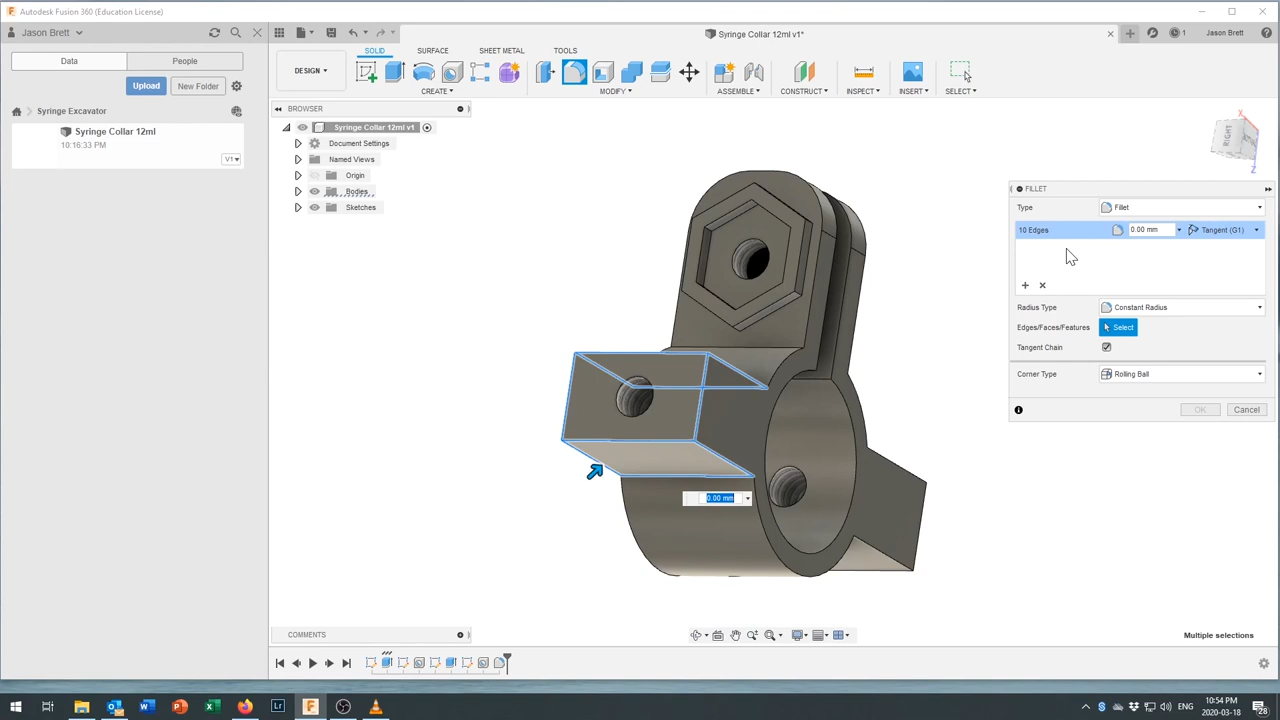 Autodesk Fusion 360 (Education License)
Jason Brett
Syringe Collar 12ml v1*
1
Jason Brett
Data
People
SOLID
SURFACE
SHEET METAL
TOOLS
DESIGN
Upload
New Folder
CREATE
MODIFY
ASSEMBLE
CONSTRUCT
INSPECT
INSERT
SELECT
Syringe Excavator
BROWSER
Syringe Collar 12ml
10:16:33 PM
V1
Syringe Collar 12ml v1
Document Settings
Named Views
Origin
Bodies
Sketches
RIGHT
X
Z
FILLET
Type
Fillet
10 Edges
0.00 mm
Tangent (G1)
Radius Type
Constant Radius
Edges/Faces/Features
Select
Tangent Chain
Corner Type
Rolling Ball
OK
Cancel
0.00 mm
COMMENTS
Multiple selections
ENG
10:54 PM
2020-03-18
28